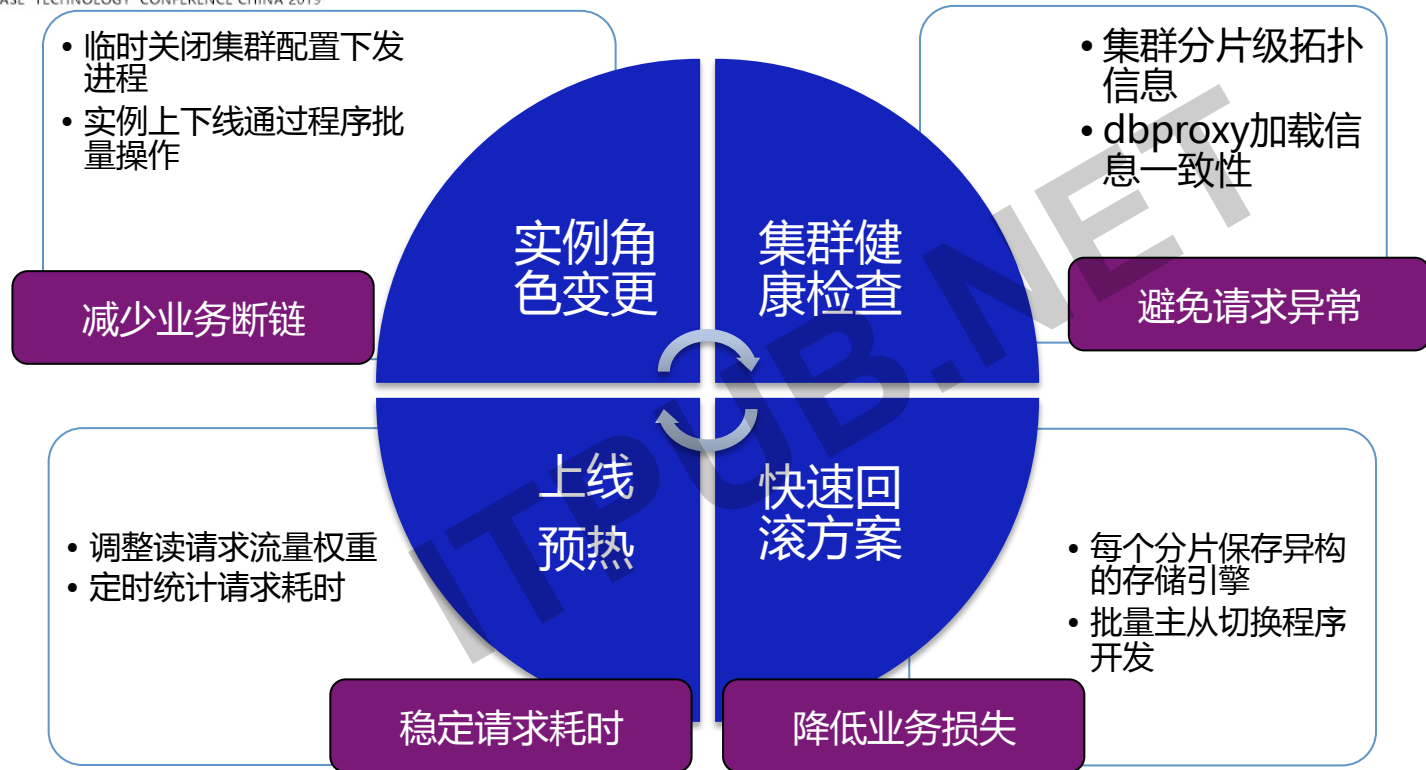 ASE TECHNOLOGY CONFERENCE CHINA 2019
• 临时关闭集群配置下发
进程
• 实例上下线通过程序批
量操作
减少业务断链
实例角
色变更
集群健
康检查
• 集群分片级拓扑
信息
• dbproxy加载信
息一致性
避免请求异常
• 调整读请求流量权重
• 定时统计请求耗时
稳定请求耗时
上线
预热
快速回
滚方案
• 每个分片保存异构
的存储引擎
• 批量主从切换程序
开发
降低业务损失
ITPUB.NET